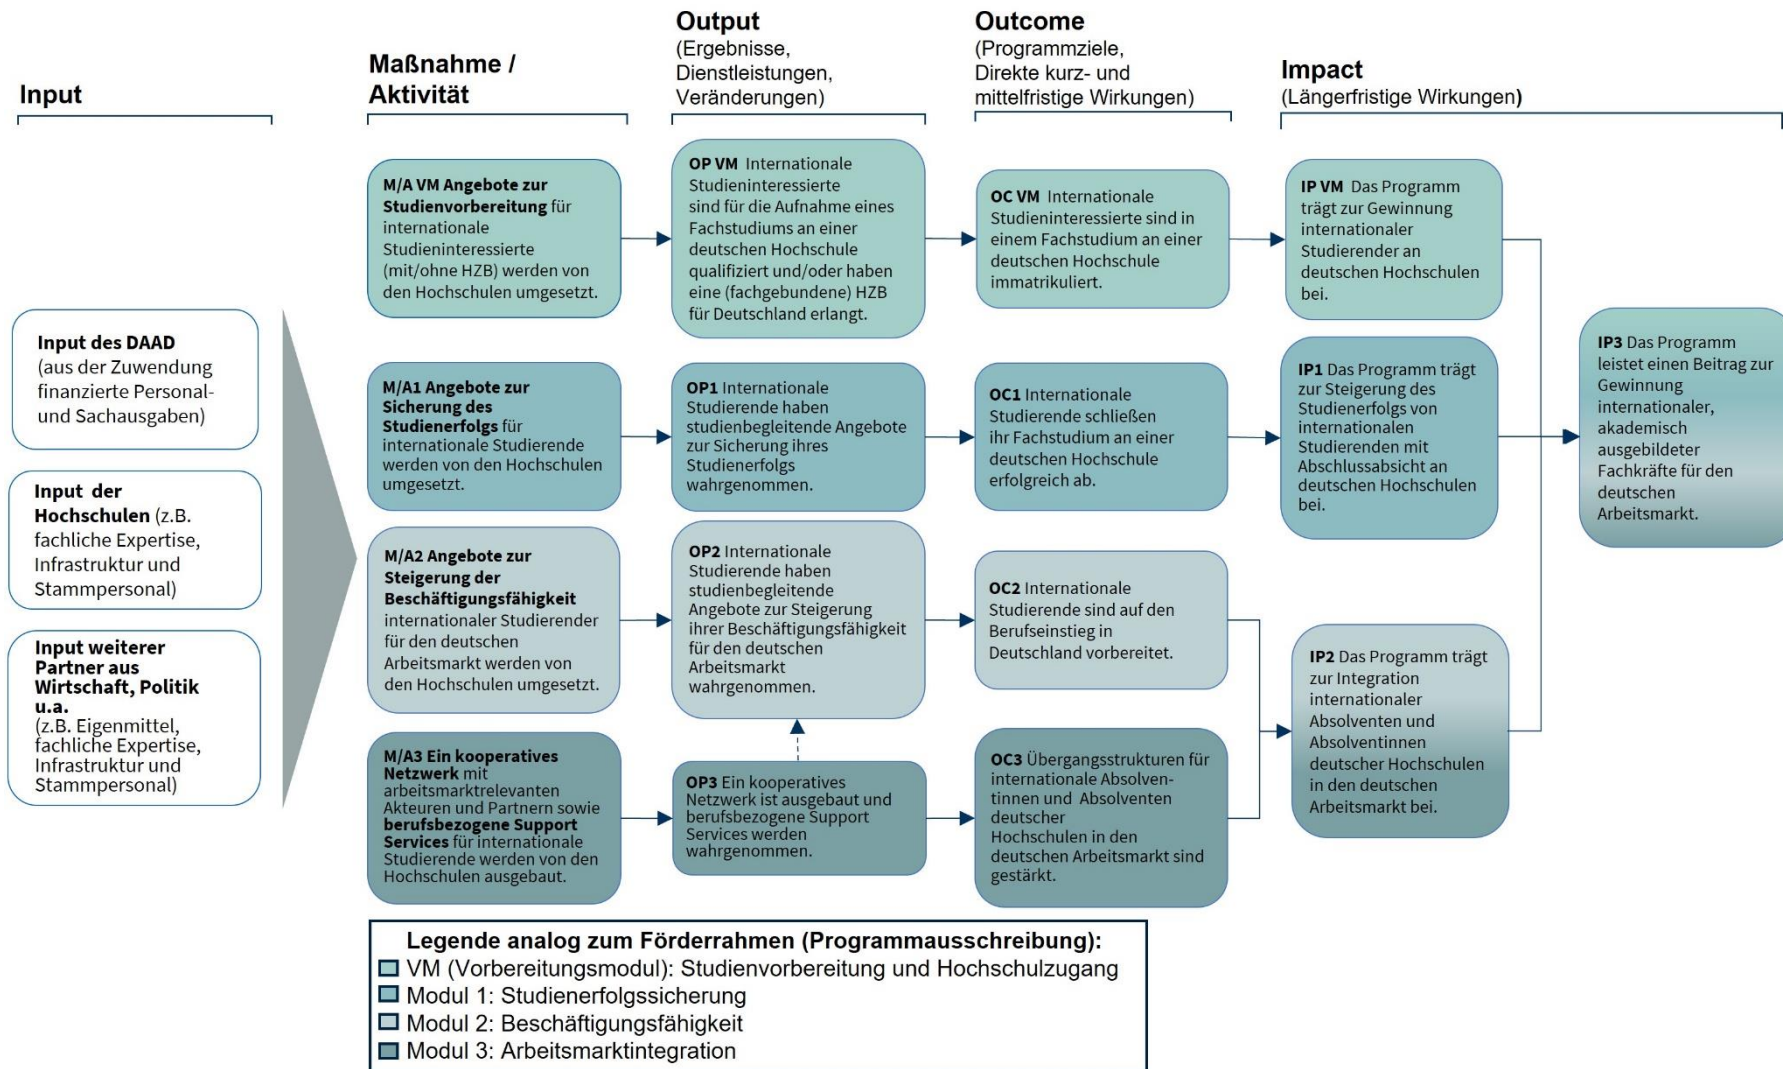 Input
Maßnahme /
Aktivität
Output
(Ergebnisse,
Dienstleistungen,
Veränderungen)
Outcome
(Programmziele,
Direkte kurz- und
mittelfristige Wirkungen)
Impact
(Längerfristige Wirkungen)
Input des DAAD
(aus der Zuwendung
finanzierte Personal-
und Sachausgaben)
Input der
Hochschulen (z.B.
fachliche Expertise,
Infrastruktur und
Stammpersonal)
Input weiterer
Partner aus
Wirtschaft, Politik
u.a.
(z.B. Eigenmittel,
fachliche Expertise,
Infrastruktur und
Stammpersonal)
M/A VM Angebote zur
Studienvorbereitung für
internationale
Studieninteressierte
(mit/ohne HZB) werden von
den Hochschulen umgesetzt.
OP VM Internationale
Studieninteressierte
sind für die Aufnahme eines
Fachstudiums an einer
deutschen Hochschule
qualifiziert und/oder haben
eine (fachgebundene) HZB
für Deutschland erlangt.
OC VM Internationale
Studieninteressierte sind in
einem Fachstudium an einer
deutschen Hochschule
immatrikuliert.
IP VM Das Programm
trägt zur Gewinnung
internationaler
Studierender an
deutschen Hochschulen
bei.
M/A1 Angebote zur
Sicherung des
Studienerfolgs für
internationale Studierende
werden von den Hochschulen
umgesetzt.
OP1 Internationale
Studierende haben
studienbegleitende Angebote
zur Sicherung ihres
Studienerfolgs
wahrgenommen.
OC1 Internationale
Studierende schließen
ihr Fachstudium an einer
deutschen Hochschule
erfolgreich ab.
IP1 Das Programm trägt
zur Steigerung des
Studienerfolgs von
internationalen
Studierenden mit
Abschlussabsicht an
deutschen Hochschulen
bei.
IP3 Das Programm
leistet einen Beitrag zur
Gewinnung
internationaler,
akademisch
ausgebildeter
Fachkräfte für den
deutschen
Arbeitsmarkt.
M/A2 Angebote zur
Steigerung der
Beschäftigungsfähigkeit
internationaler Studierender
für den deutschen
Arbeitsmarkt werden von
den Hochschulen umgesetzt.
OP2 Internationale
Studierende haben
studienbegleitende
Angebote zur Steigerung
ihrer Beschäftigungsfähigkeit
für den deutschen
Arbeitsmarkt
wahrgenommen.
OC2 Internationale
Studierende sind auf den
Berufseinstieg in
Deutschland vorbereitet.
IP2 Das Programm trägt
zur Integration
internationaler
Absolventen und
Absolventinnen
deutscher Hochschulen
in den deutschen
Arbeitsmarkt bei.
M/A3 Ein kooperatives
Netzwerk mit
arbeitsmarktrelevanten
Akteuren und Partnern sowie
berufsbezogene Support
Services für internationale
Studierende werden von den
Hochschulen ausgebaut.
OP3 Ein kooperatives
Netzwerk ist ausgebaut und
berufsbezogene Support
Services werden
wahrgenommen.
OC3 Übergangsstrukturen für
internationale Absolven-
tinnen und Absolventen
deutscher
Hochschulen in den
deutschen Arbeitsmarkt sind
gestärkt.
Legende analog zum Förderrahmen (Programmausschreibung):
VM (Vorbereitungsmodul): Studienvorbereitung und Hochschulzugang
Modul 1: Studienerfolgssicherung
Modul 2: Beschäftigungsfähigkeit
Modul 3: Arbeitsmarktintegration